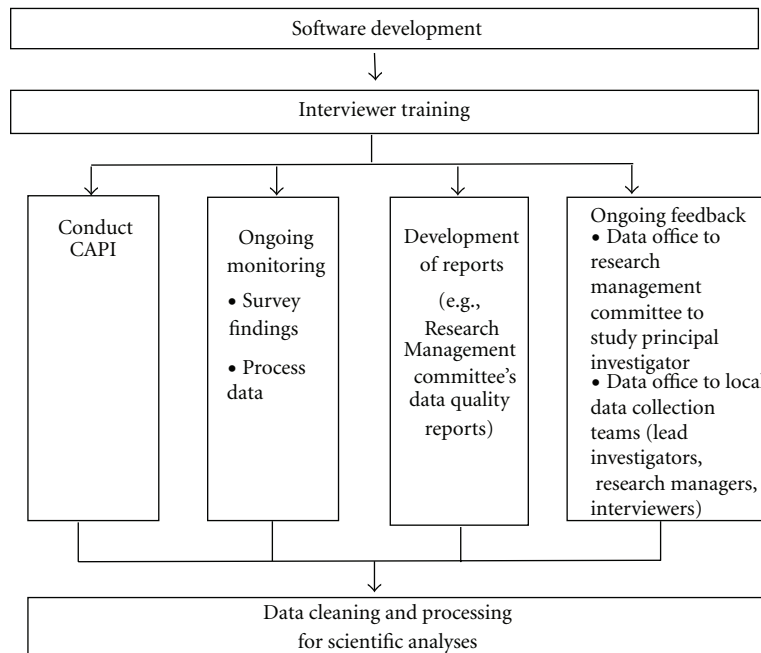 Software development
Interviewer training
Conduct
CAPI
Ongoing
monitoring
• Survey
findings
• Process
data
Development
of reports
(e.g.,
Research
Management
committee's
data quality
reports)
Ongoing feedback
• Data office to
research
management
committee to
study principal
investigator
• Data office to local
data collection
teams (lead
investigators,
research managers,
interviewers)
Data cleaning and processing
for scientific analyses